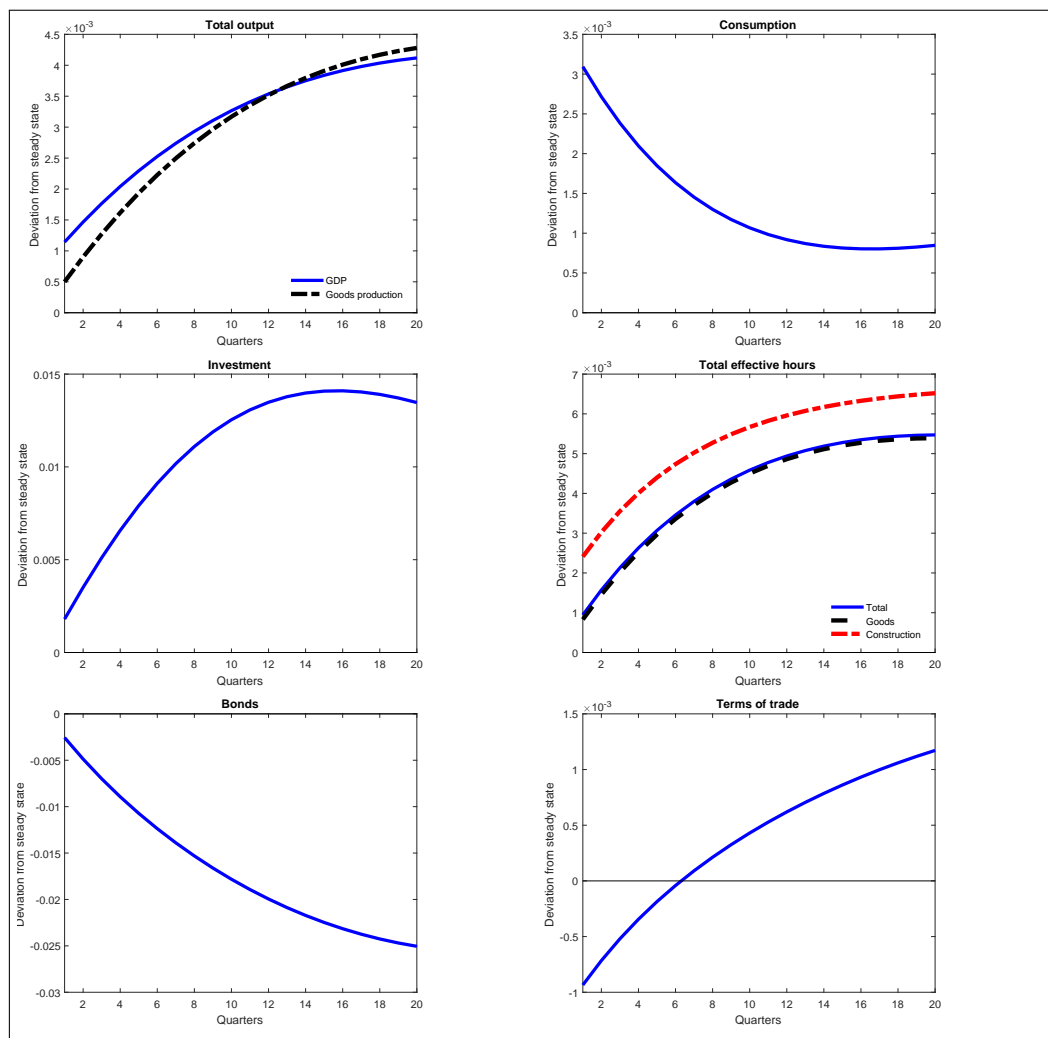 Total output
×10⁻³
4.5
4
3.5
3
2.5
2
1.5
1
0.5
0
Deviation from steady state
GDP
Goods production
2 4 6 8 10 12 14 16 18 20
Quarters
Consumption
×10⁻³
3.5
3
2.5
2
1.5
1
0.5
0
Deviation from steady state
2 4 6 8 10 12 14 16 18 20
Quarters
Investment
0.015
0.01
0.005
0
Deviation from steady state
2 4 6 8 10 12 14 16 18 20
Quarters
Total effective hours
×10⁻³
7
6
5
4
3
2
1
0
Deviation from steady state
Total
Goods
Construction
2 4 6 8 10 12 14 16 18 20
Quarters
Bonds
0
-0.005
-0.01
-0.015
-0.02
-0.025
-0.03
Deviation from steady state
2 4 6 8 10 12 14 16 18 20
Quarters
Terms of trade
×10⁻³
1.5
1
0.5
0
-0.5
-1
Deviation from steady state
2 4 6 8 10 12 14 16 18 20
Quarters